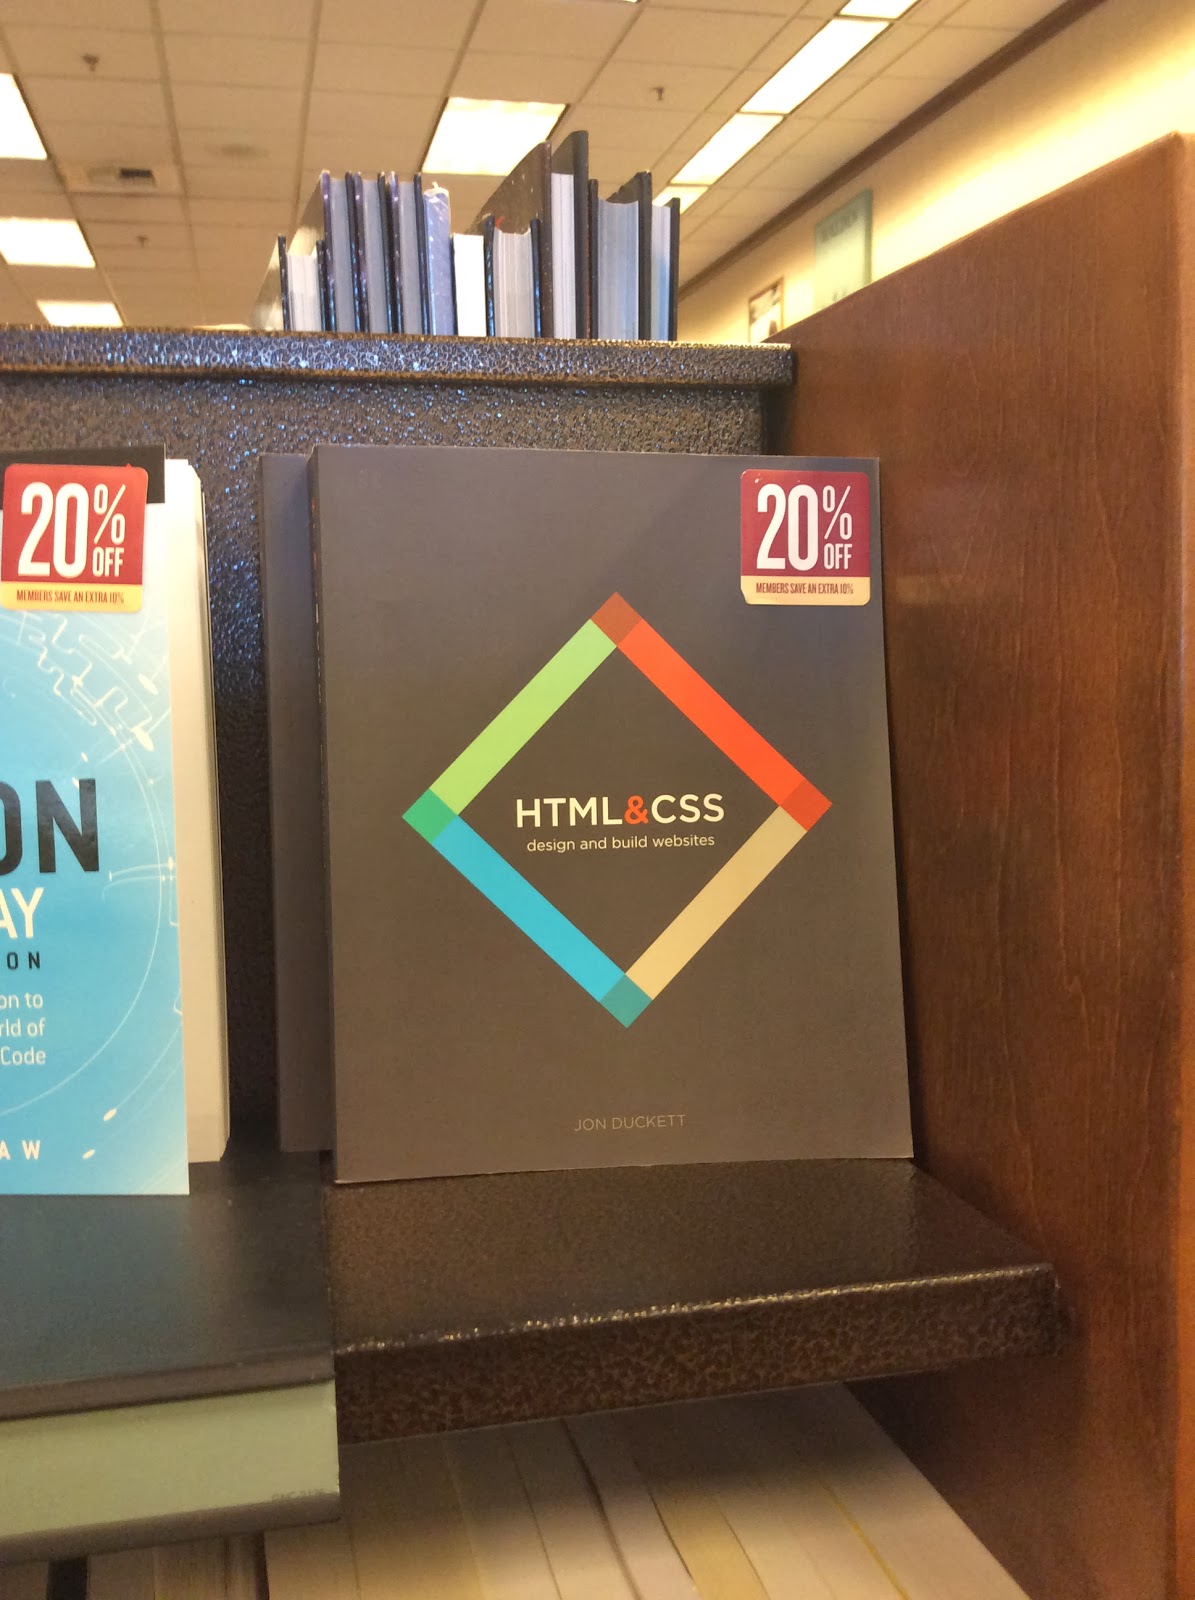 20% OFF
MEMBERS SAVE AN EXTRA 10%
ON
AY
ON
on to
rld of
Code
AW
20% OFF
MEMBERS SAVE AN EXTRA 10%
HTML&CSS
design and build websites
JON DUCKETT